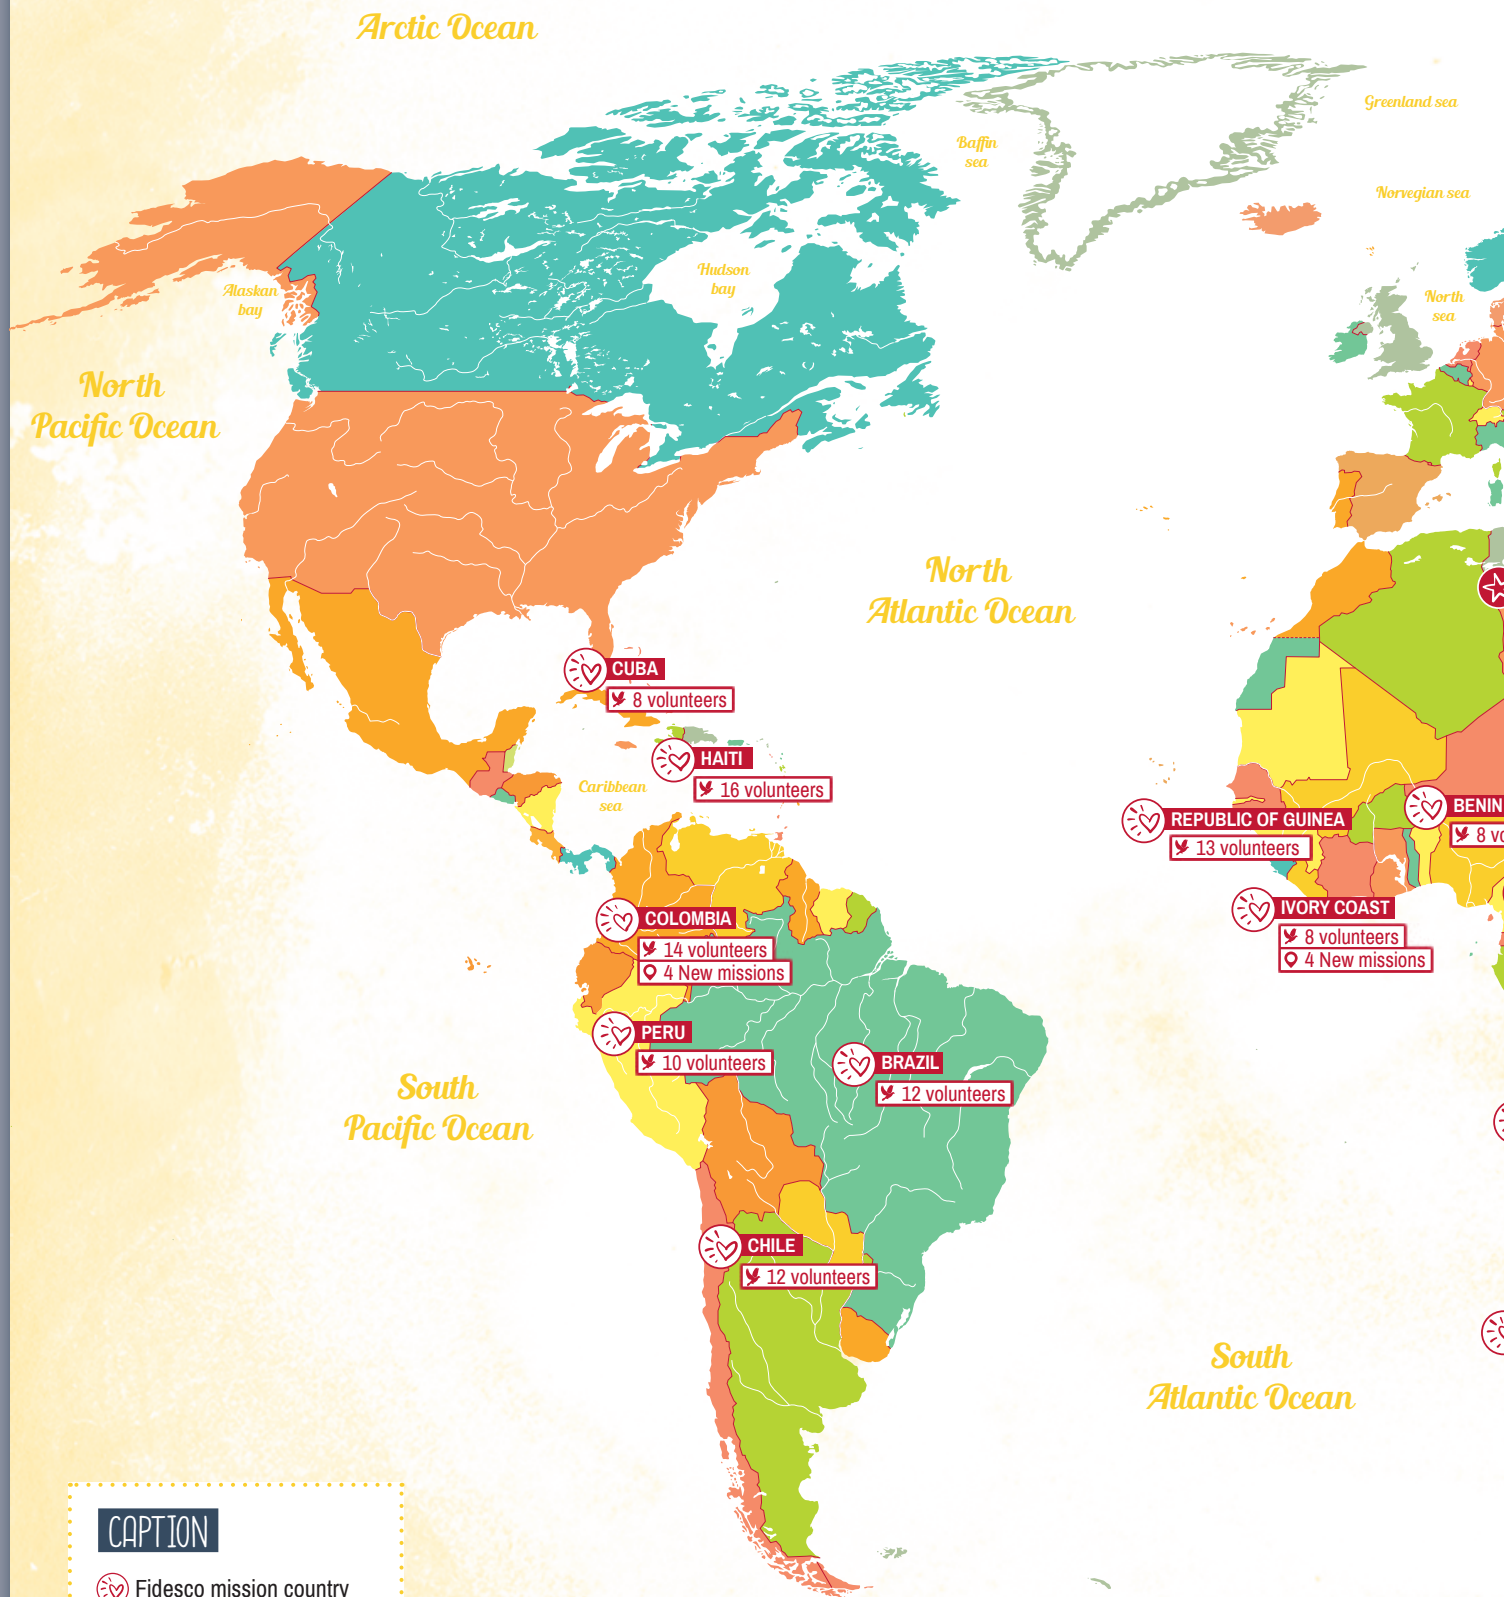 Arctic Ocean
Greenland sea
Baffin
sea
Norvegian sea
Hudson
bay
Alaskan
bay
North
sea
North
Pacific Ocean
North
Atlantic Ocean
CUBA
8 volunteers
HAITI
16 volunteers
Caribbean
sea
REPUBLIC OF GUINEA
13 volunteers
BENIN
8 vo
IVORY COAST
8 volunteers
4 New missions
COLOMBIA
14 volunteers
4 New missions
PERU
10 volunteers
BRAZIL
12 volunteers
South
Pacific Ocean
CHILE
12 volunteers
South
Atlantic Ocean
CAPTION
Fidesco mission country